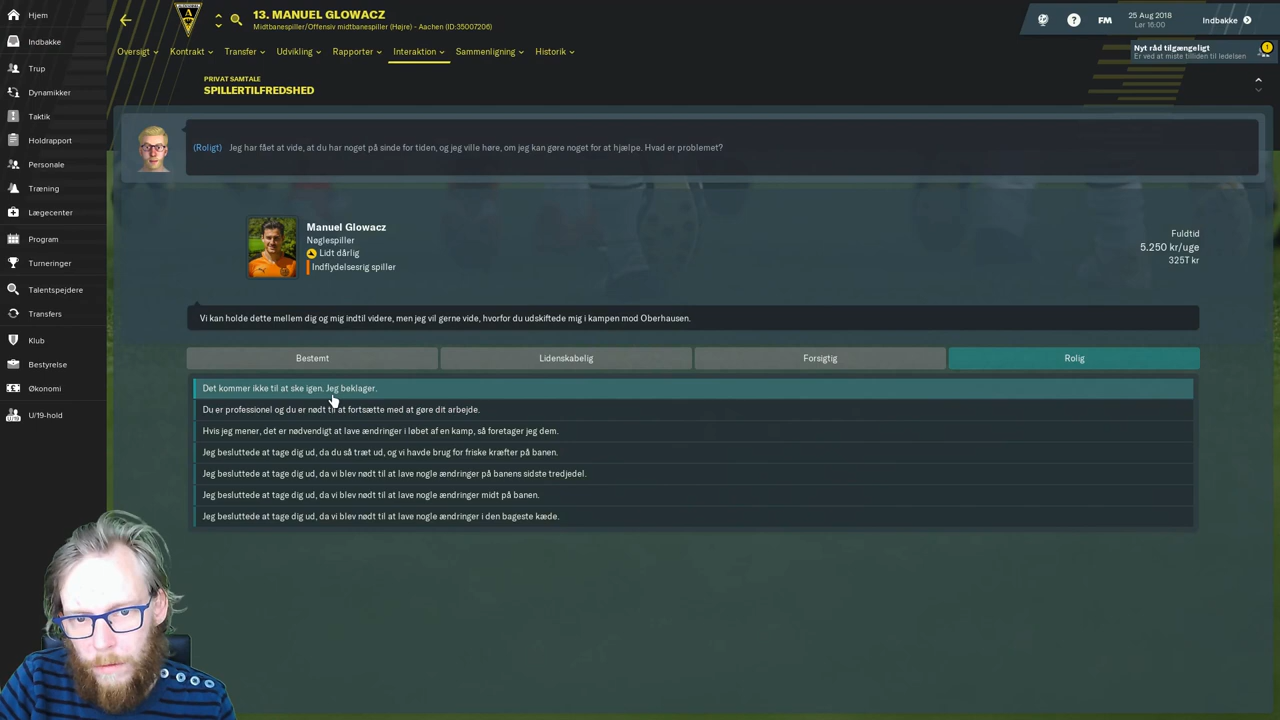 Hjem
Indbakke
Trup
Dynamikker
Taktik
Holdrapport
Personale
Træning
Lægecenter
Program
Turneringer
Talentspejdere
Transfers
Klub
Bestyrelse
Økonomi
U/19-hold
13. MANUEL GLOWACZ
Midtbanespiller/Offensiv midtbanespiller (Højre) - Aachen (ID:35007206)
FM
25 Aug 2018
Lør 16:00
Indbakke
Oversigt
Kontrakt
Transfer
Udvikling
Rapporter
Interaktion
Sammenligning
Historik
Nyt råd tilgængeligt
Er ved at miste tilliden til ledelsen
1
PRIVAT SAMTALE
SPILLERTILFREDSHED
(Roligt) Jeg har fået at vide, at du har noget på sinde for tiden, og jeg ville høre, om jeg kan gøre noget for at hjælpe. Hvad er problemet?
Manuel Glowacz
Nøglespiller
Lidt dårlig
Indflydelsesrig spiller
Fuldtid
5.250 kr/uge
325T kr
Vi kan holde dette mellem dig og mig indtil videre, men jeg vil gerne vide, hvorfor du udskiftede mig i kampen mod Oberhausen.
Bestemt
Lidenskabelig
Forsigtig
Rolig
Det kommer ikke til at ske igen. Jeg beklager.
Du er professionel og du er nødt til at fortsætte med at gøre dit arbejde.
Hvis jeg mener, det er nødvendigt at lave ændringer i løbet af en kamp, så foretager jeg dem.
Jeg besluttede at tage dig ud, da du så træt ud, og vi havde brug for friske kræfter på banen.
Jeg besluttede at tage dig ud, da vi blev nødt til at lave nogle ændringer på banens sidste tredjedel.
Jeg besluttede at tage dig ud, da vi blev nødt til at lave nogle ændringer midt på banen.
Jeg besluttede at tage dig ud, da vi blev nødt til at lave nogle ændringer i den bageste kæde.